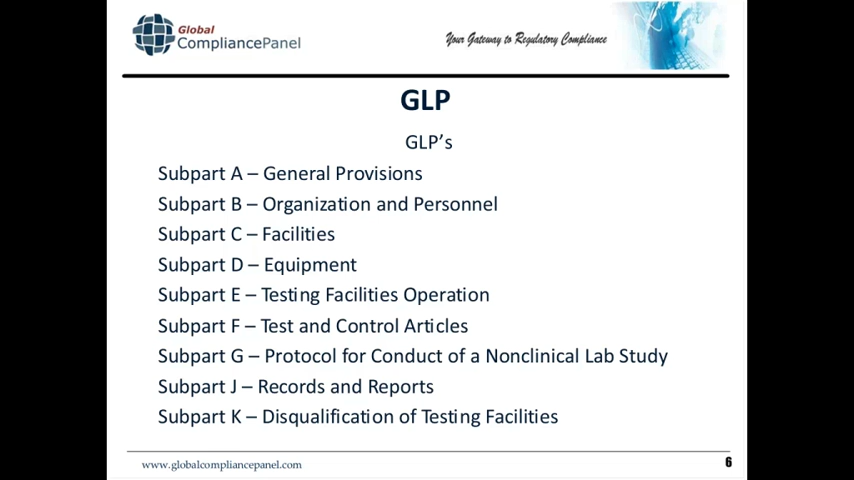 Global
CompliancePanel
Your Gateway to Regulatory Compliance
GLP
GLP's
Subpart A – General Provisions
Subpart B – Organization and Personnel
Subpart C – Facilities
Subpart D – Equipment
Subpart E – Testing Facilities Operation
Subpart F – Test and Control Articles
Subpart G – Protocol for Conduct of a Nonclinical Lab Study
Subpart J – Records and Reports
Subpart K – Disqualification of Testing Facilities
www.globalcompliancepanel.com
6